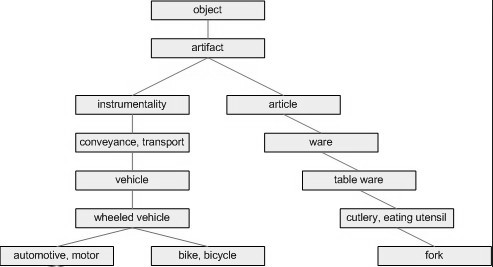 object
artifact
instrumentality
article
conveyance, transport
ware
vehicle
table ware
wheeled vehicle
cutlery, eating utensil
automotive, motor
bike, bicycle
fork